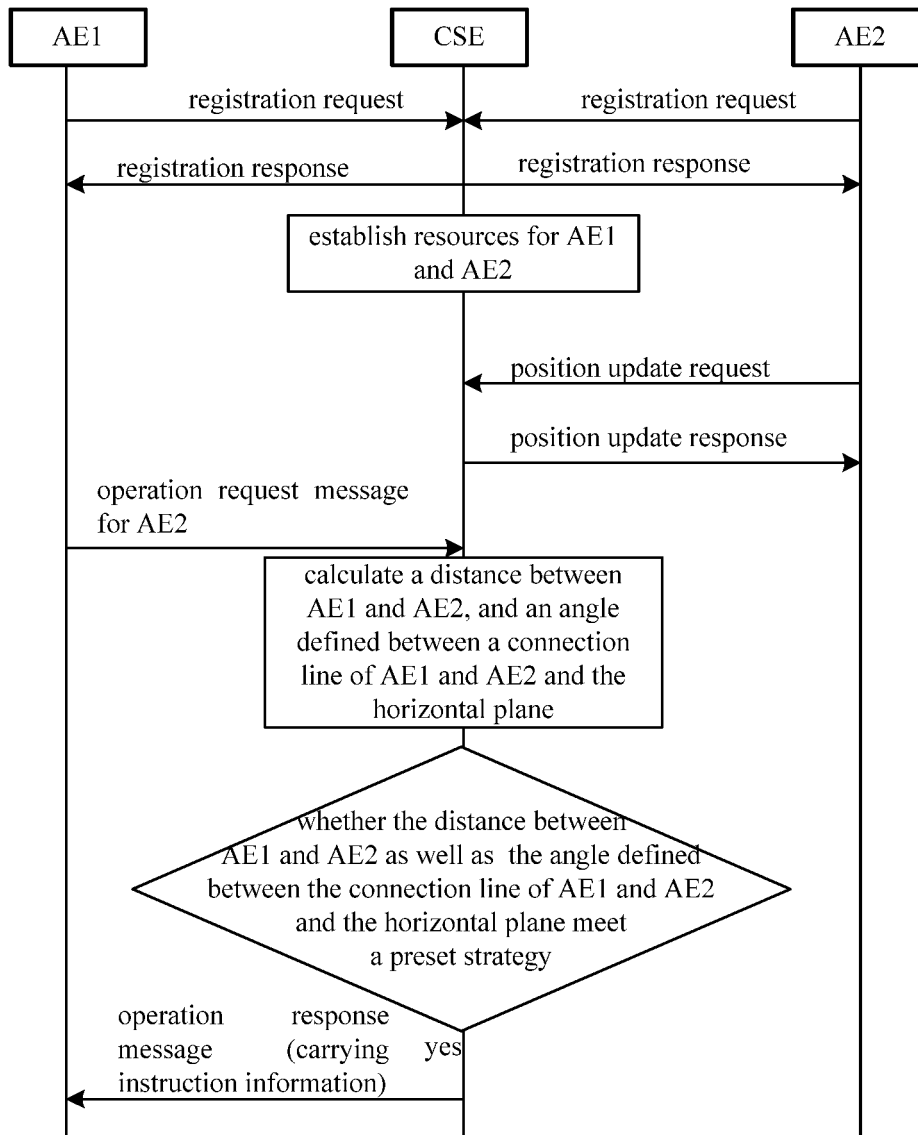 AE1
CSE
AE2
registration request
registration request
registration response
registration response
establish resources for AE1
and AE2
position update request
position update response
operation request message
for AE2
calculate a distance between
AE1 and AE2, and an angle
defined between a connection
line of AE1 and AE2 and the
horizontal plane
whether the distance between
AE1 and AE2 as well as the angle defined
between the connection line of AE1 and AE2
and the horizontal plane meet
a preset strategy
operation response
message (carrying
instruction information)
yes